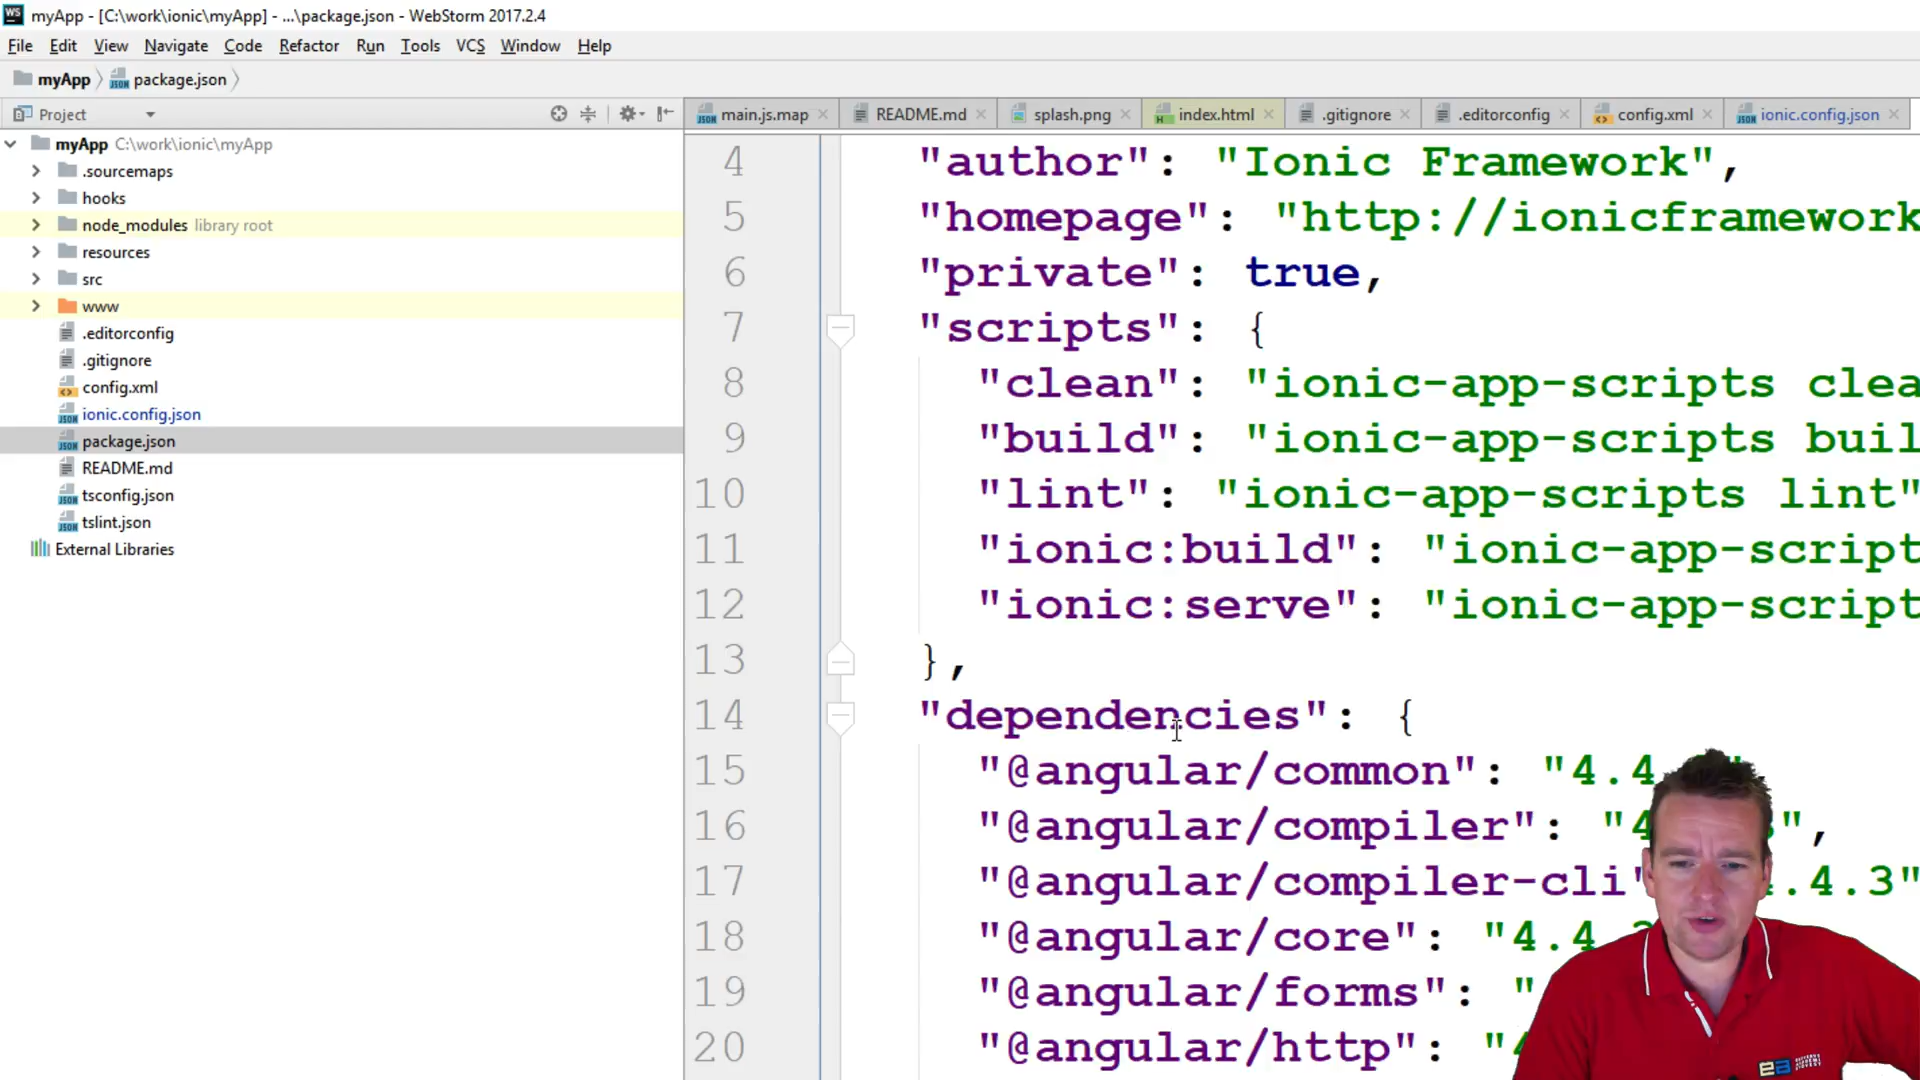 WS myApp - [C:\work\ionic\myApp] - ...\package.json - WebStorm 2017.2.4
File Edit View Navigate Code Refactor Run Tools VCS Window Help
myApp package.json
Project
main.js.map README.md splash.png index.html .gitignore .editorconfig config.xml ionic.config.json
myApp C:\work\ionic\myApp
.sourcemaps
hooks
node_modules library root
resources
src
www
.editorconfig
.gitignore
config.xml
ionic.config.json
package.json
README.md
tsconfig.json
tslint.json
External Libraries
4 "author": "Ionic Framework",
5 "homepage": "http://ionicframework
6 "private": true,
7 "scripts": {
8 "clean": "ionic-app-scripts clea
9 "build": "ionic-app-scripts buil
10 "lint": "ionic-app-scripts lint"
11 "ionic:build": "ionic-app-script
12 "ionic:serve": "ionic-app-script
13 },
14 "dependencies": {
15 "@angular/common": "4.4
16 "@angular/compiler": "4 ",
17 "@angular/compiler-cli" .4.3"
18 "@angular/core": "4.4
19 "@angular/forms": "
20 "@angular/http": "4